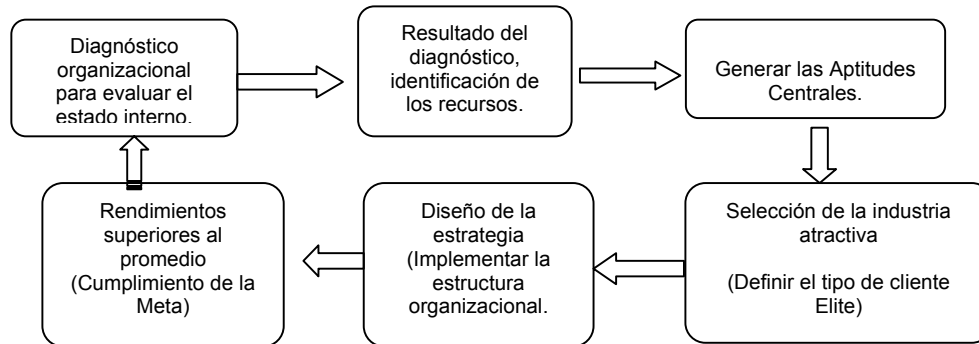 Diagnóstico
organizacional
para evaluar el
estado interno.
Resultado del
diagnóstico,
identificación de
los recursos.
Generar las Aptitudes
Centrales.
Selección de la industria
atractiva
(Definir el tipo de cliente
Elite)
Diseño de la
estrategia
(Implementar la
estructura
organizacional.
Rendimientos
superiores al
promedio
(Cumplimiento de la
Meta)